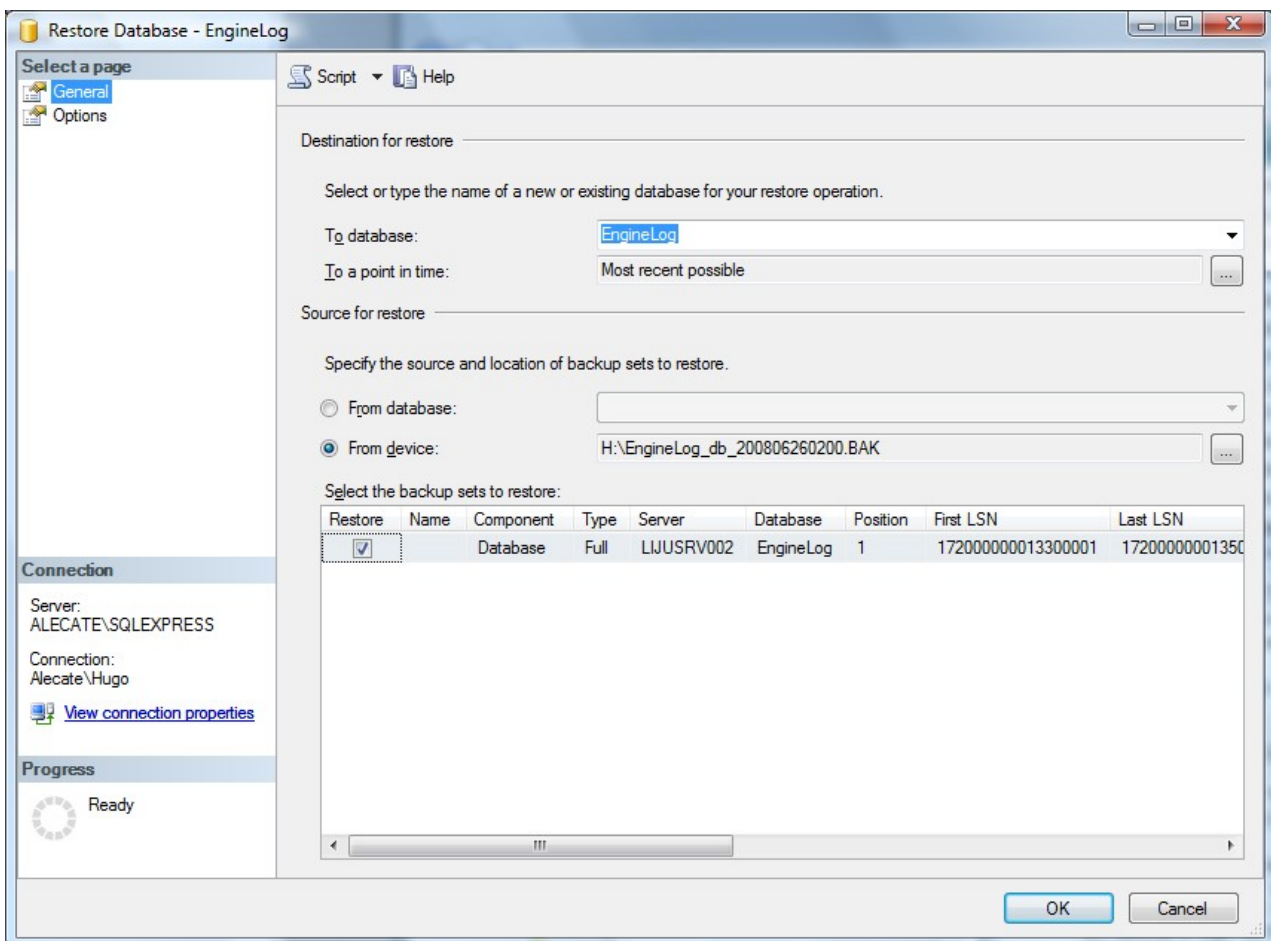 Restore Database - EngineLog
Select a page
General
Options
Script
Help
Destination for restore
Select or type the name of a new or existing database for your restore operation.
To database:
EngineLog
To a point in time:
Most recent possible
...
Source for restore
Specify the source and location of backup sets to restore.
From database:
From device:
H:\EngineLog_db_200806260200.BAK
...
Select the backup sets to restore:
Restore Name Component Type Server Database Position First LSN Last LSN
Database Full LIJUSRV002 EngineLog 1 172000000013300001 17200000001350
Connection
Server:
ALECATE\SQLEXPRESS
Connection:
Alecate\Hugo
View connection properties
Progress
Ready
OK
Cancel